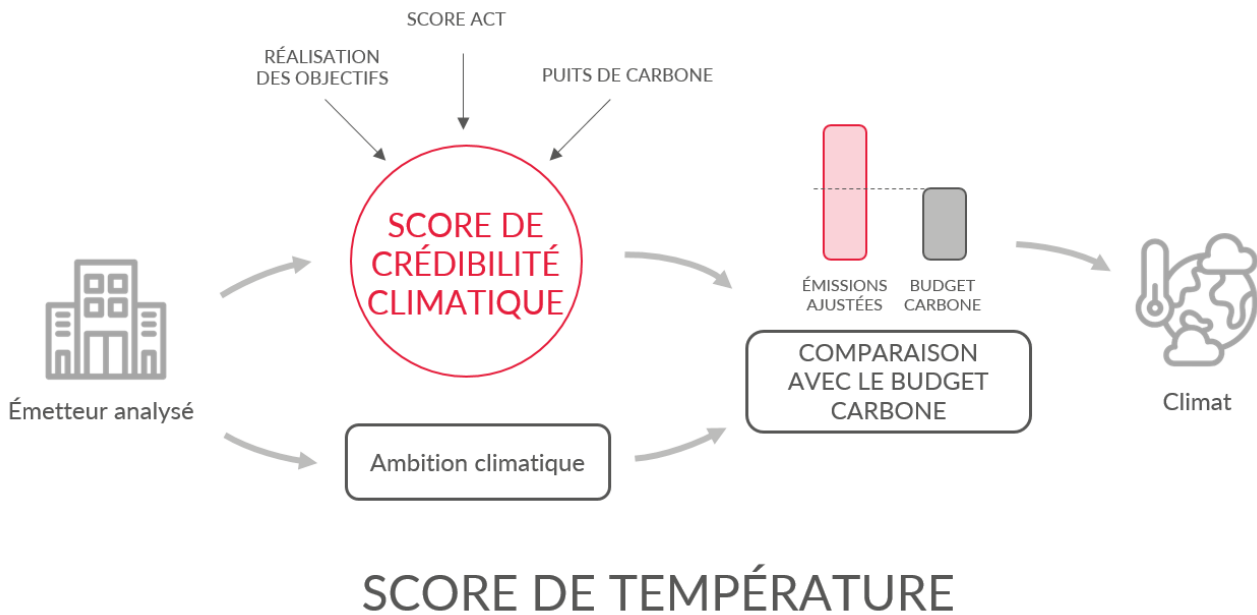 SCORE ACT
RÉALISATION
DES OBJECTIFS
PUITS DE CARBONE
SCORE DE
CRÉDIBILITÉ
CLIMATIQUE
ÉMISSIONS
AJUSTÉES
BUDGET
CARBONE
COMPARAISON
AVEC LE BUDGET
CARBONE
Émetteur analysé
Climat
Ambition climatique
SCORE DE TEMPÉRATURE